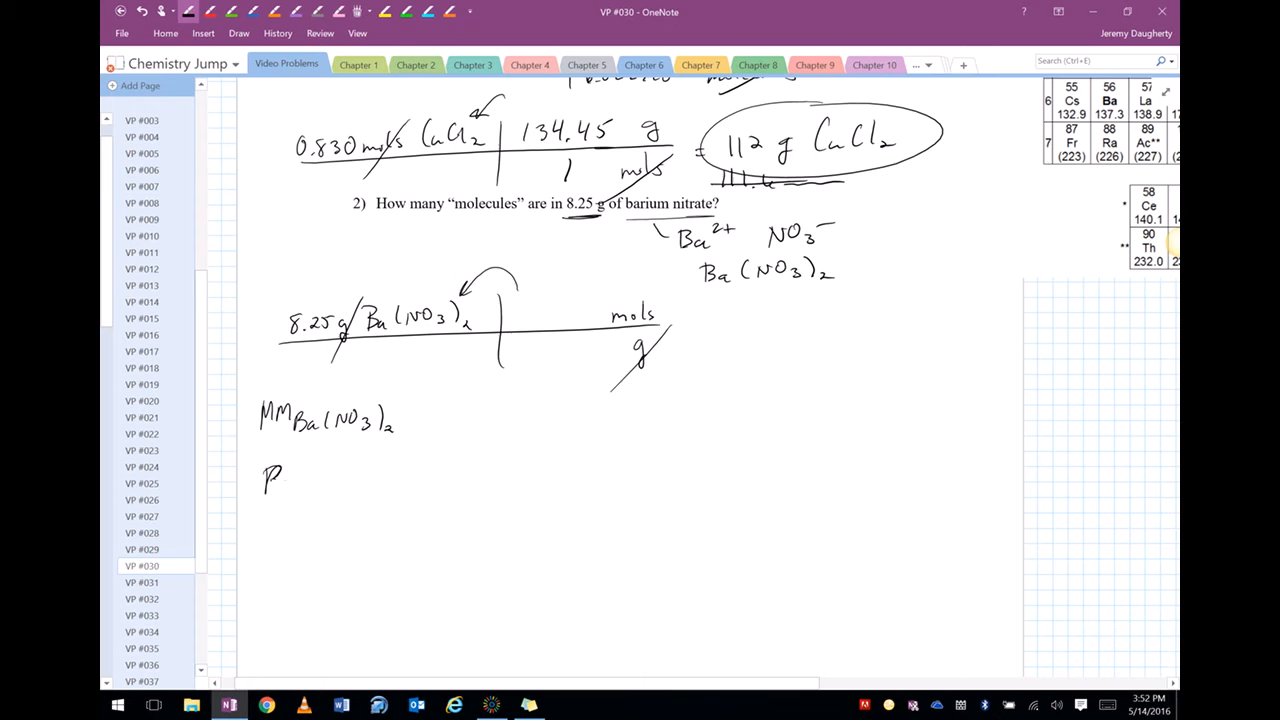 VP #030 - OneNote
File Home Insert Draw History Review View
Jeremy Daugherty
Chemistry Jump
Video Problems Chapter 1 Chapter 2 Chapter 3 Chapter 4 Chapter 5 Chapter 6 Chapter 7 Chapter 8 Chapter 9 Chapter 10 ...
Search (Ctrl+E)
Add Page
VP #003
VP #004
VP #005
VP #006
VP #007
VP #008
VP #009
VP #010
VP #011
VP #012
VP #013
VP #014
VP #015
VP #016
VP #017
VP #018
VP #019
VP #020
VP #021
VP #022
VP #023
VP #024
VP #025
VP #026
VP #027
VP #028
VP #029
VP #030
VP #031
VP #032
VP #033
VP #034
VP #035
VP #036
VP #037
0.830 mols CuCl2 134.45 g = 112 g CuCl2
1 mols
2) How many “molecules” are in 8.25 g of barium nitrate?
Ba2+ NO3-
Ba(NO3)2
8.25 g Ba(NO3)2 mols
g
MM Ba(NO3)2
55 56 57
6 Cs Ba La
132.9 137.3 138.9
87 88 89
7 Fr Ra Ac**
(223) (226) (227)
58
* Ce
140.1
90
** Th
232.0
3:52 PM
5/14/2016